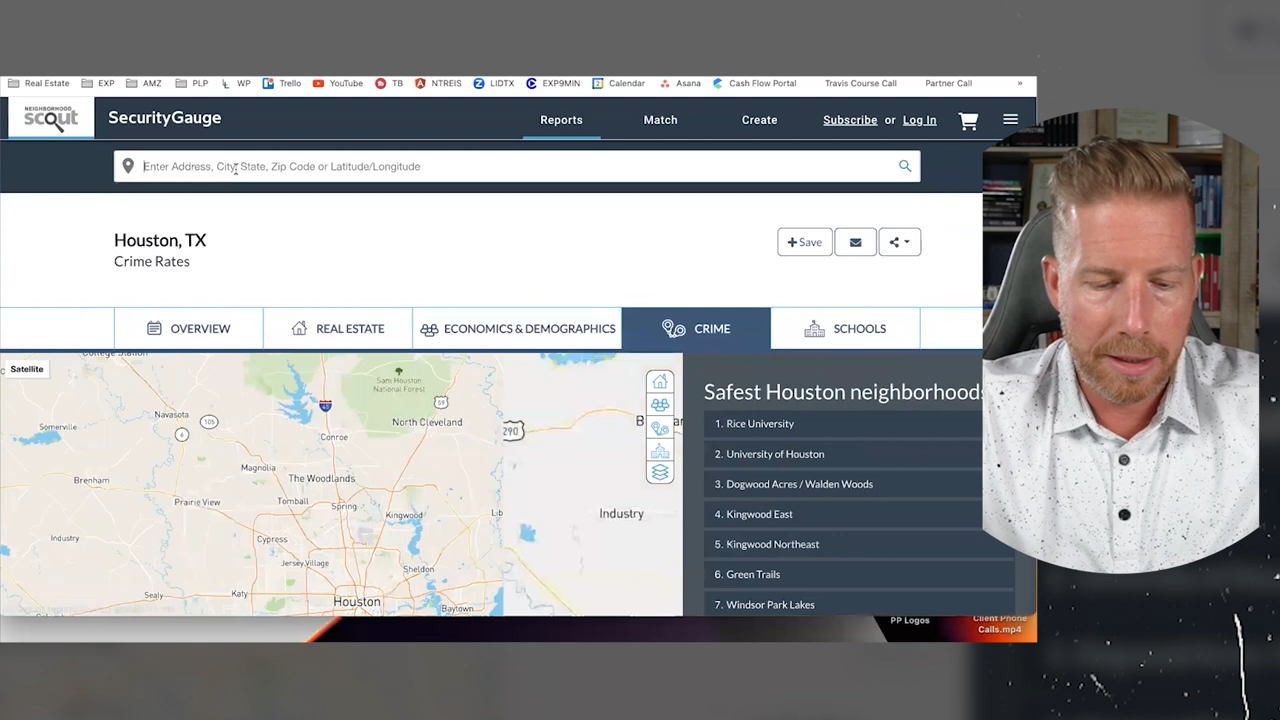 Real Estate EXP AMZ PLP WP Trello YouTube TB NTREIS LIDTX EXP9MIN Calendar Asana Cash Flow Portal Travis Course Call Partner Call »
NEIGHBORHOOD
scout
SecurityGauge
Reports Match Create Subscribe or Log In
Enter Address, City, State, Zip Code or Latitude/Longitude
Houston, TX
Crime Rates
+ Save
OVERVIEW REAL ESTATE ECONOMICS & DEMOGRAPHICS CRIME SCHOOLS
Satellite
Sam Houston
National Forest
Navasota
105
59
Somerville
6
North Cleveland
290
Conroe
Magnolia
Brenham
The Woodlands
Prairie View
Tomball
Spring
Kingwood
Lib
Industry
Industry
Cypress
Jersey Village
Sheldon
Sealy
Katy
Houston
Baytown
Safest Houston neighborhoods
1. Rice University
2. University of Houston
3. Dogwood Acres / Walden Woods
4. Kingwood East
5. Kingwood Northeast
6. Green Trails
7. Windsor Park Lakes
PP Logos
Client Phone
Calls.mp4